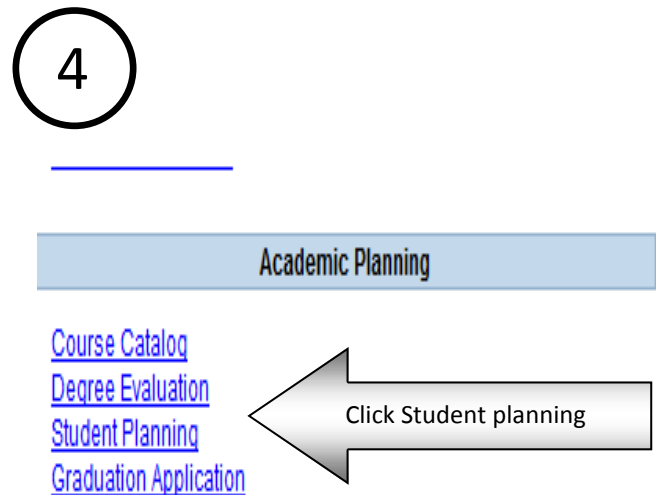 4
Academic Planning
Course Catalog
Degree Evaluation
Click Student planning
Student Planning
Graduation Application